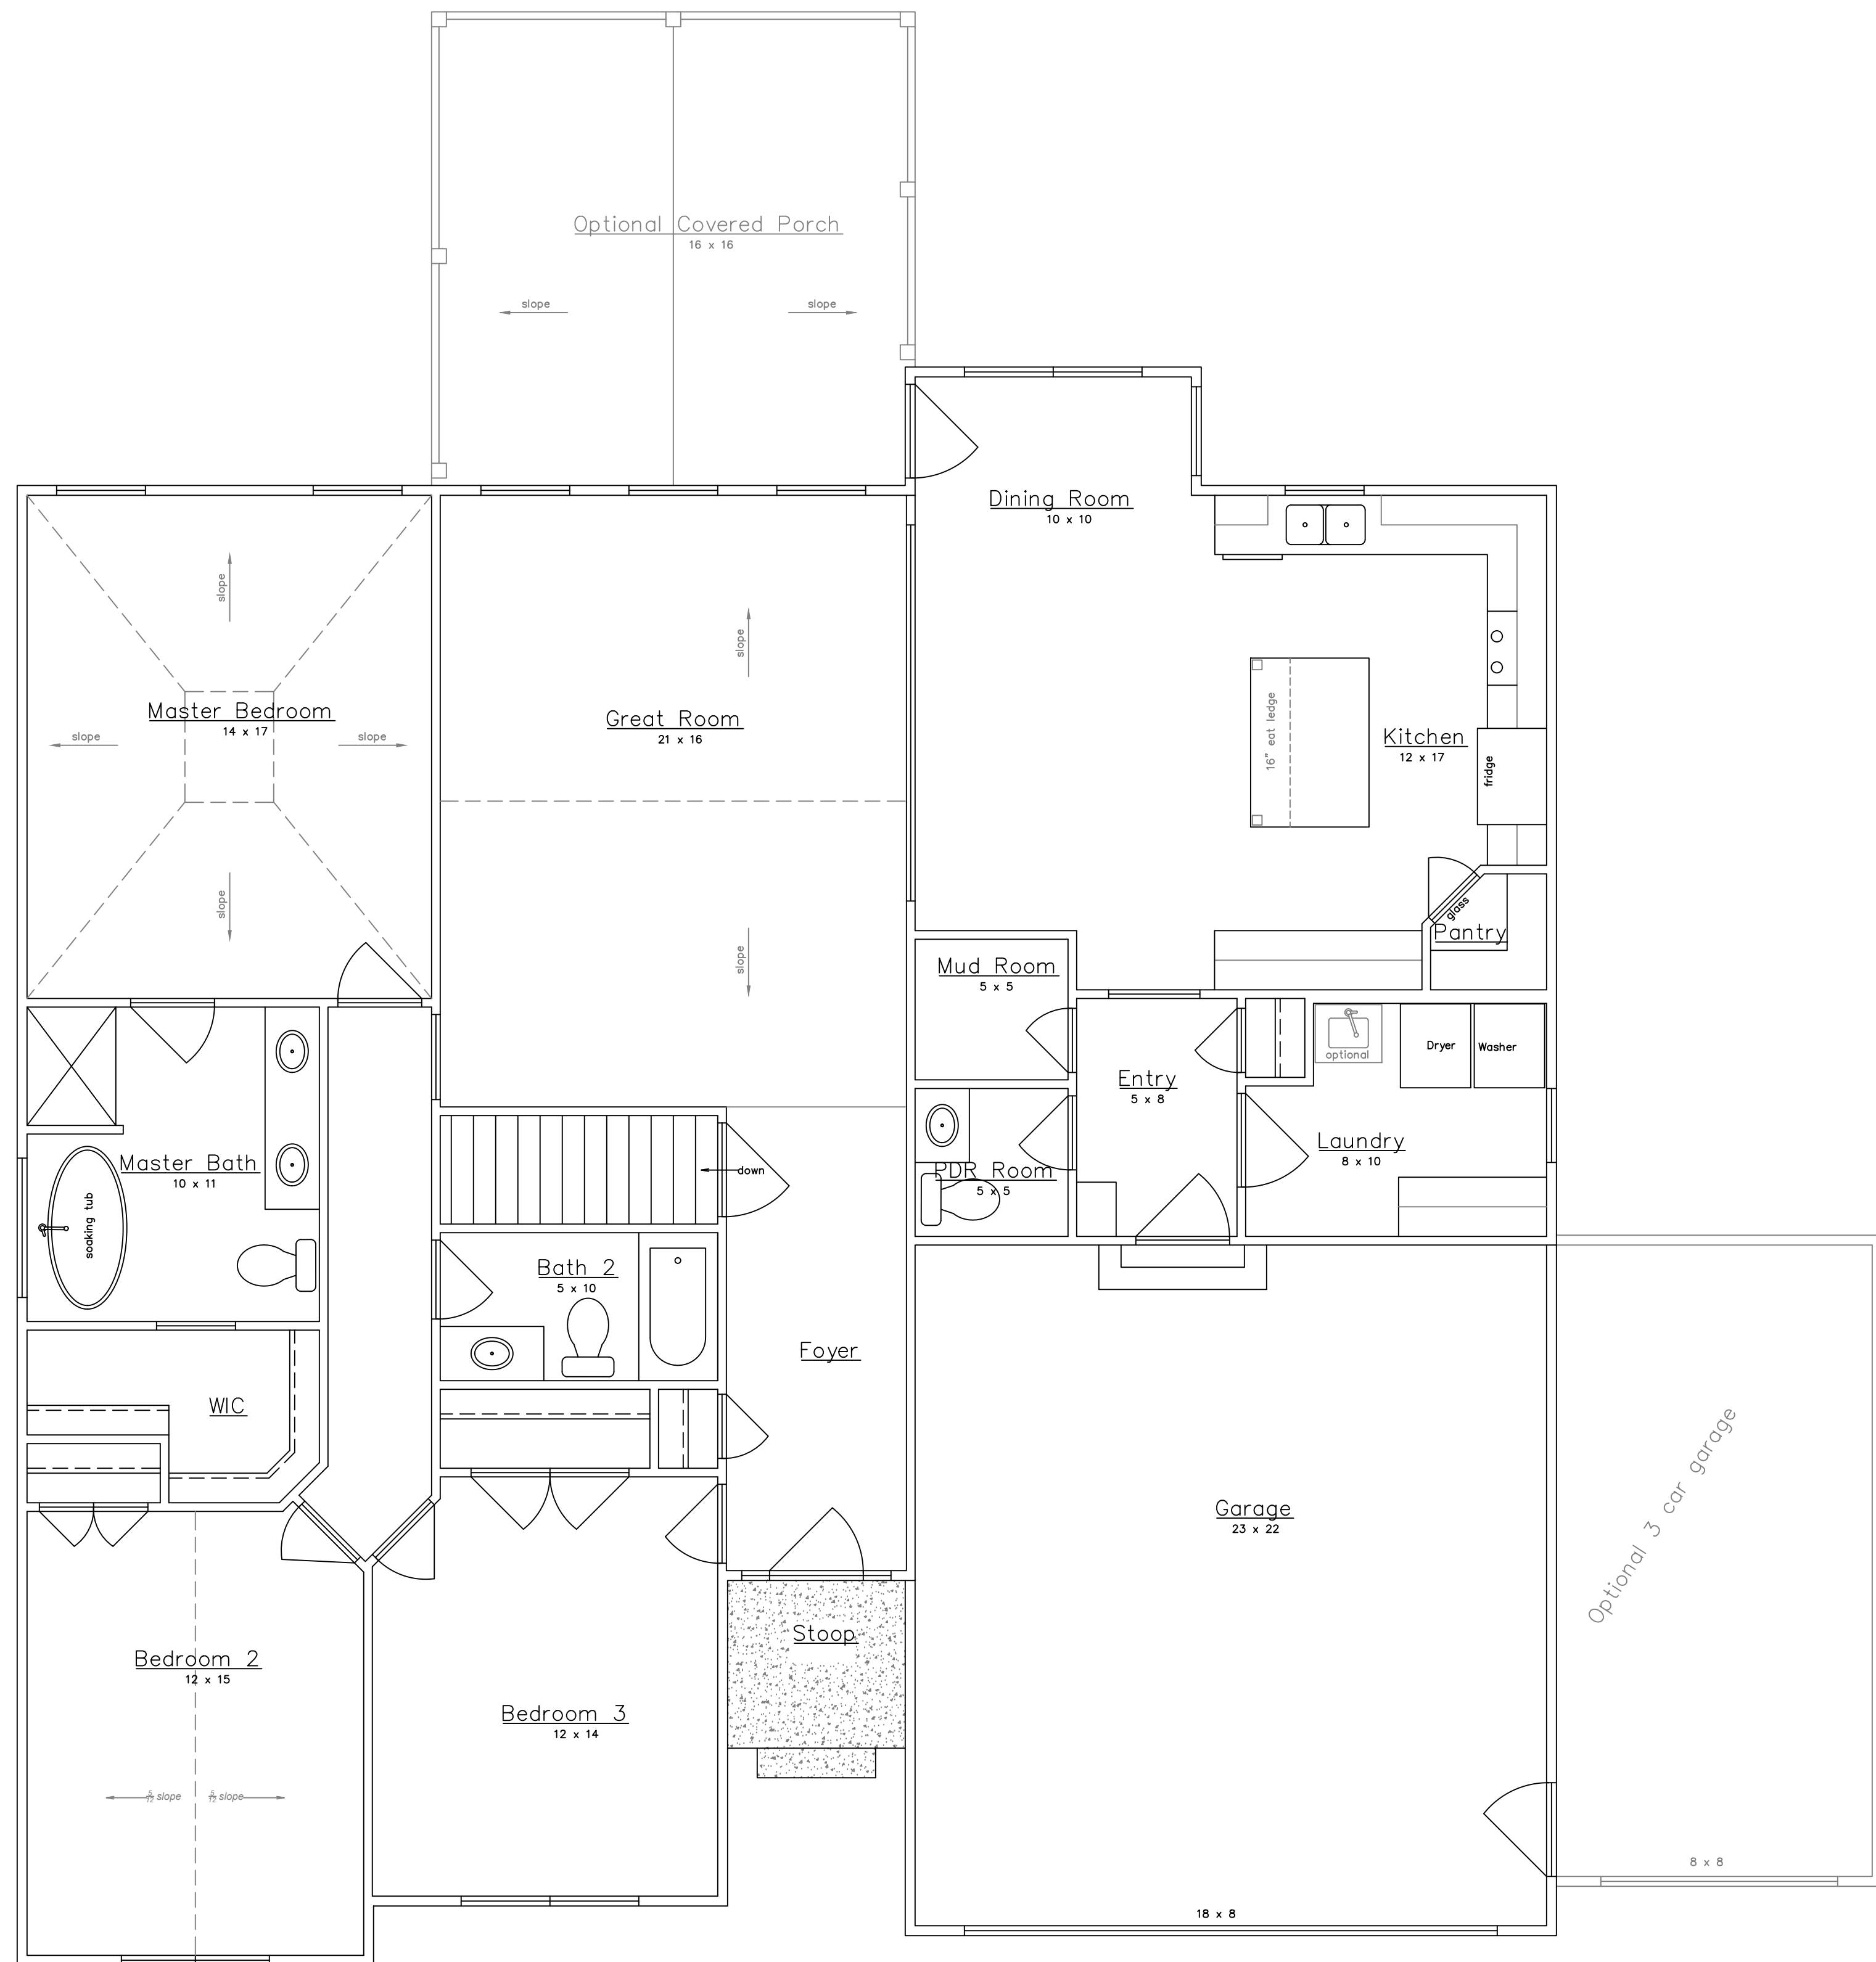 Optional Covered Porch
16 x 16
slope
slope
Dining Room
10 x 10
slope
slope
Master Bedroom
14 x 17
slope
slope
slope
Great Room
21 x 16
slope
16" eat ledge
Kitchen
12 x 17
fridge
glass
Pantry
Mud Room
5 x 5
optional
Dryer
Washer
Entry
5 x 8
Laundry
8 x 10
Master Bath
10 x 11
soaking tub
down
PDR Room
5 x 5
Bath 2
5 x 10
Foyer
WIC
Garage
23 x 22
Optional 3 car garage
Stoop
Bedroom 2
12 x 15
Bedroom 3
12 x 14
5/12 slope
5/12 slope
8 x 8
18 x 8